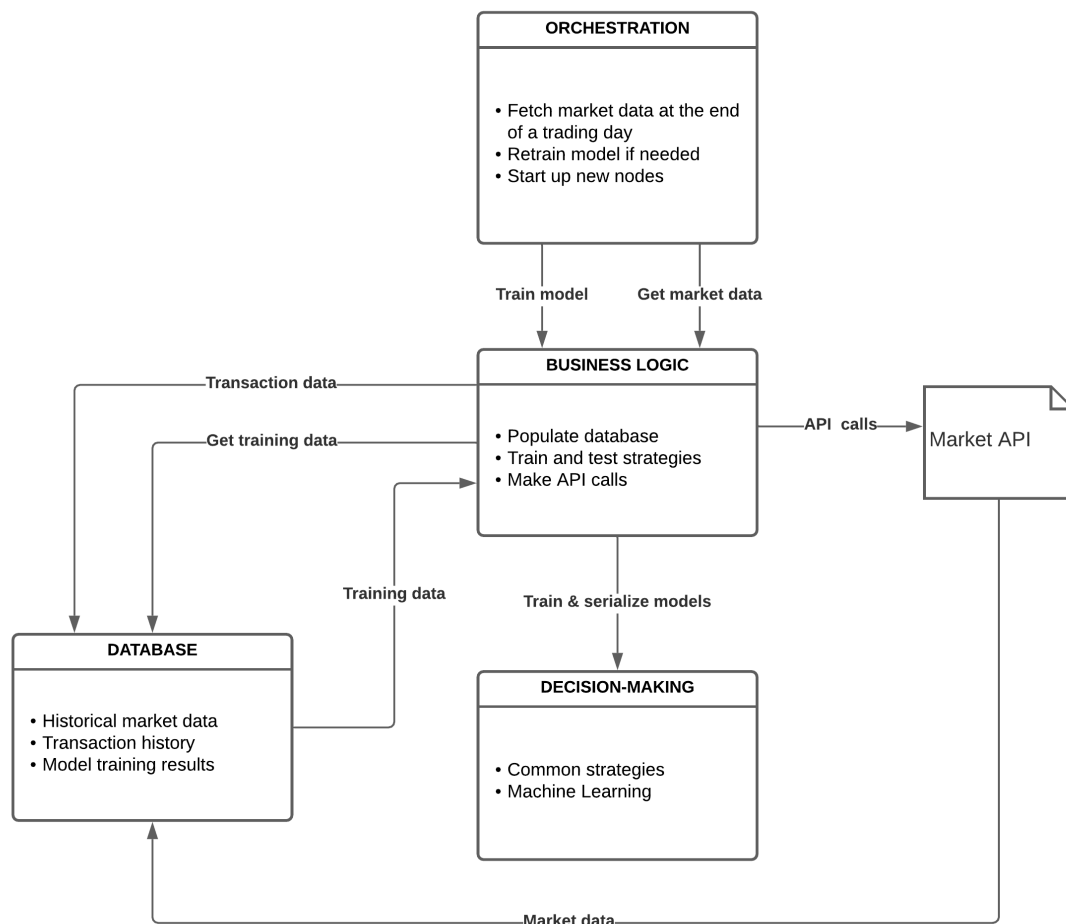 ORCHESTRATION
• Fetch market data at the end
of a trading day
• Retrain model if needed
• Start up new nodes
Train model
Get market data
BUSINESS LOGIC
• Populate database
• Train and test strategies
• Make API calls
Transaction data
Get training data
API calls
Market API
Training data
Train & serialize models
DATABASE
• Historical market data
• Transaction history
• Model training results
DECISION-MAKING
• Common strategies
• Machine Learning
Market data